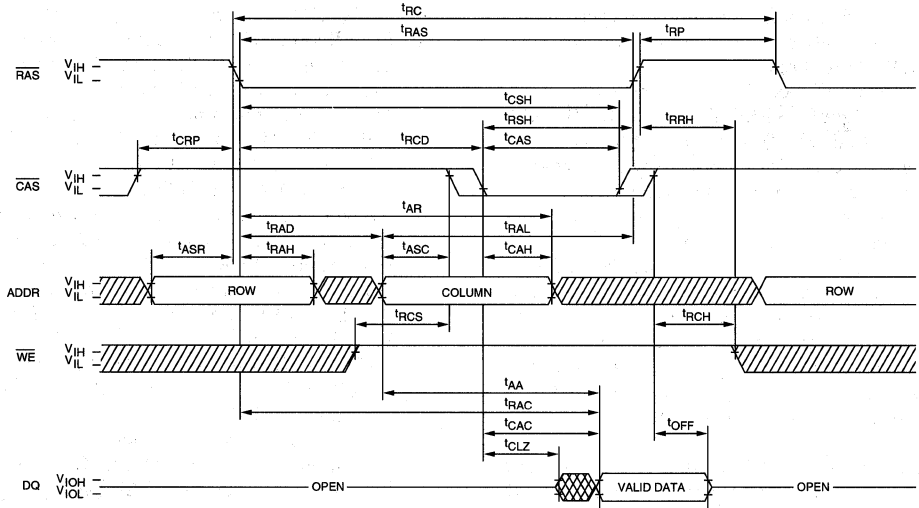 tRC
tRAS
tRP
RAS VIH
VIL
tCSH
tRSH
tRRH
tCRP
tRCD
tCAS
CAS VIH
VIL
tAR
tRAD
tRAL
tASR
tRAH
tASC
tCAH
ADDR VIH
VIL
ROW
COLUMN
ROW
tRCS
tRCH
WE VIH
VIL
tAA
tRAC
tCAC
tOFF
tCLZ
DQ VIOH
VIOL
OPEN
VALID DATA
OPEN